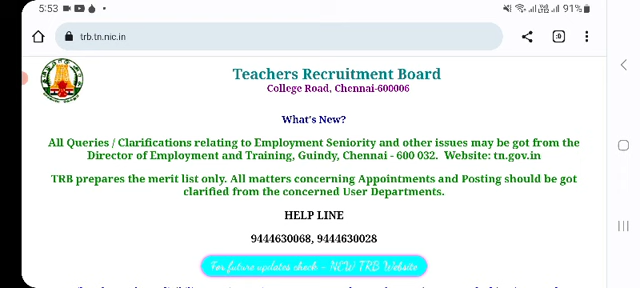 5:53
91%
trb.tn.nic.in
Teachers Recruitment Board
College Road, Chennai-600006
What's New?
All Queries / Clarifications relating to Employment Seniority and other issues may be got from the
Director of Employment and Training, Guindy, Chennai - 600 032. Website: tn.gov.in
TRB prepares the merit list only. All matters concerning Appointments and Posting should be got
clarified from the concerned User Departments.
HELP LINE
9444630068, 9444630028
For future updates check - NEW TRB Website